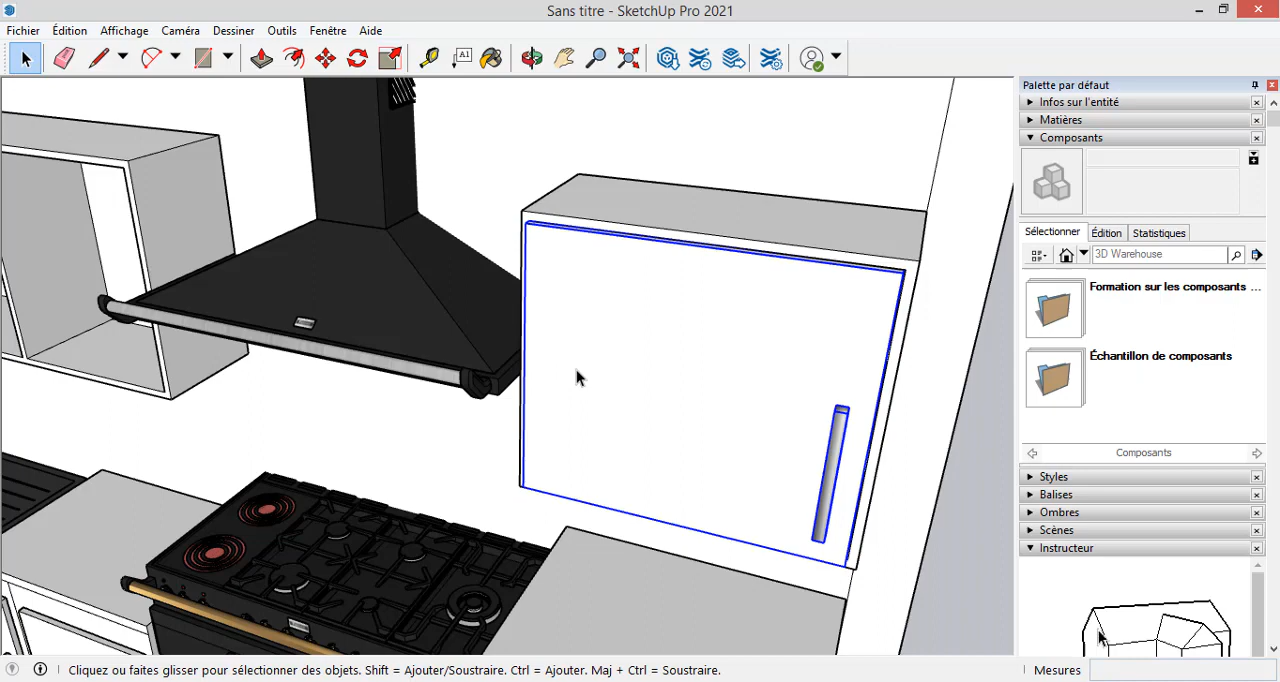 Sans titre - SketchUp Pro 2021
Fichier Édition Affichage Caméra Dessiner Outils Fenêtre Aide
A1
Palette par défaut
Infos sur l'entité
Matières
Composants
Sélectionner Édition Statistiques
3D Warehouse
Formation sur les composants ...
Échantillon de composants
Composants
Styles
Balises
Ombres
Scènes
Instructeur
Cliquez ou faites glisser pour sélectionner des objets. Shift = Ajouter/Soustraire. Ctrl = Ajouter. Maj + Ctrl = Soustraire.
Mesures